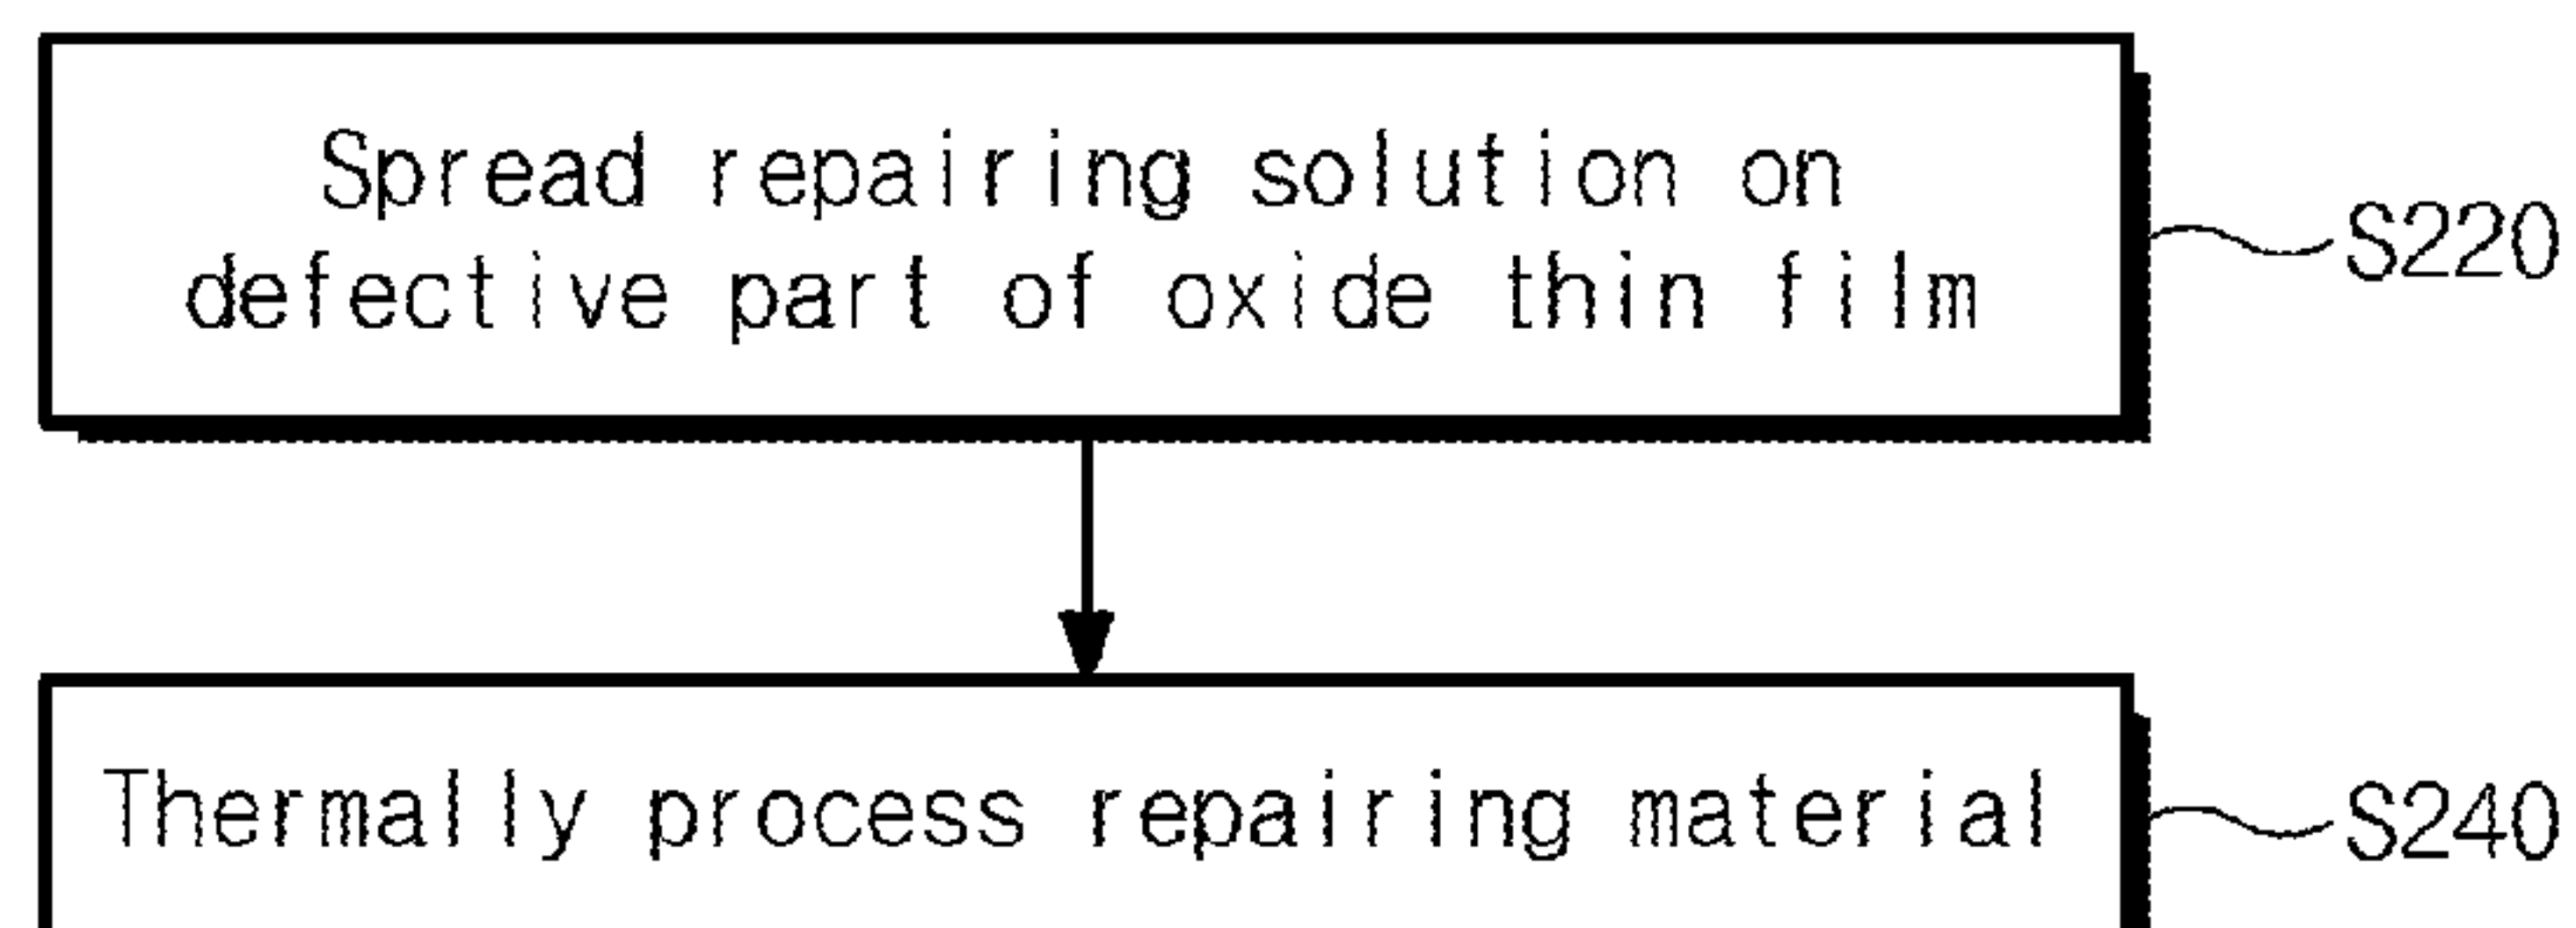 Spread repairing solution on
defective part of oxide thin film
S220
Thermally process repairing material
S240